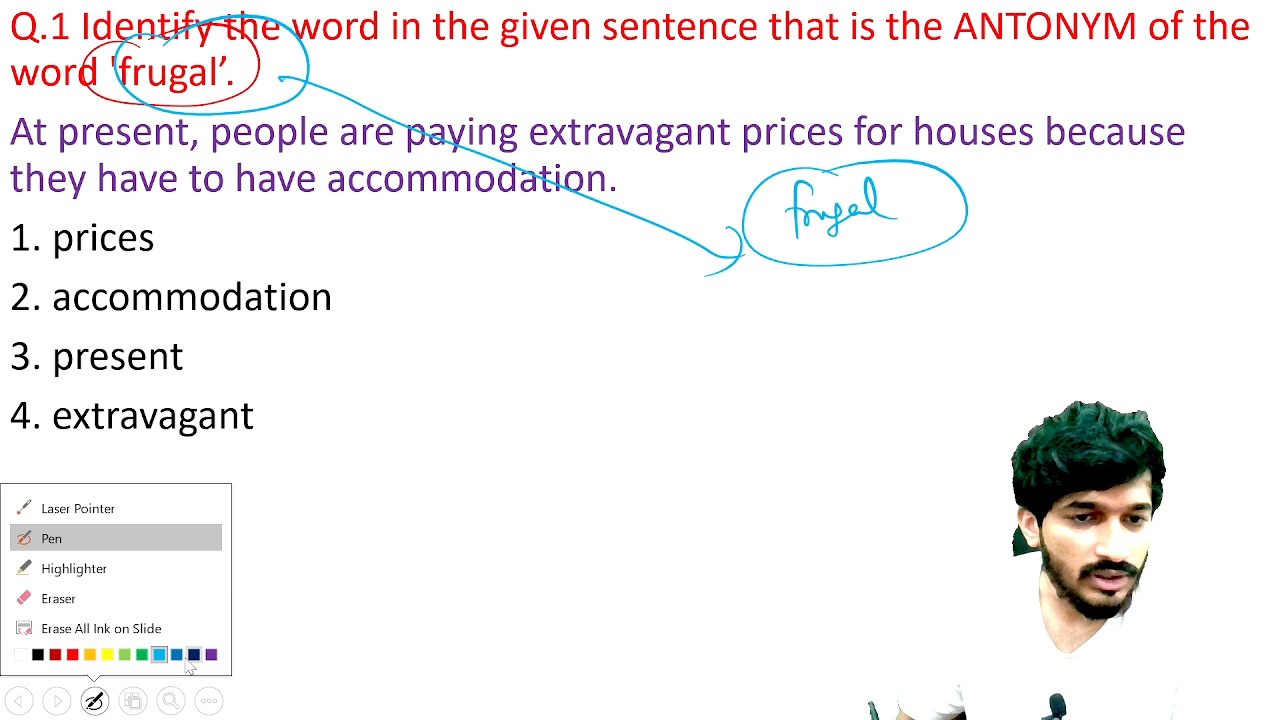 Q.1 Identify the word in the given sentence that is the ANTONYM of the
word 'frugal’.
At present, people are paying extravagant prices for houses because
they have to have accommodation.
frugal
1. prices
2. accommodation
3. present
4. extravagant
Laser Pointer
Pen
Highlighter
Eraser
Erase All Ink on Slide